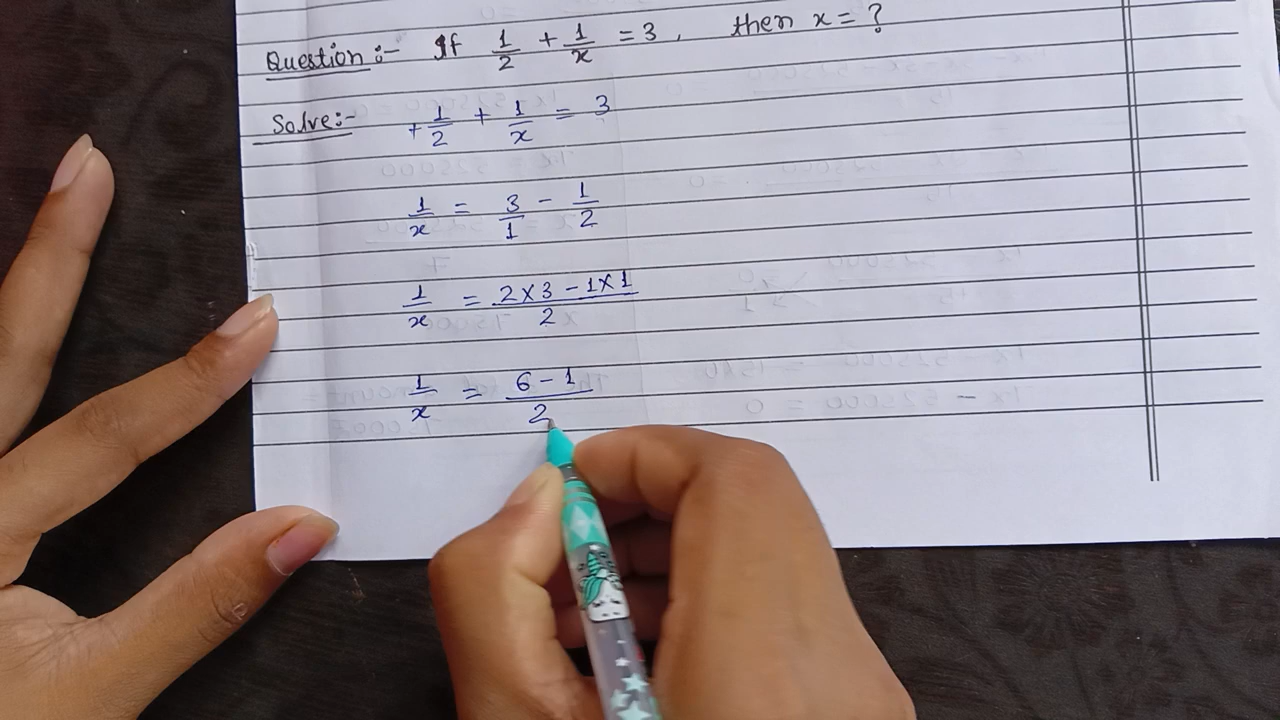 Question :- If 1/2 + 1/x = 3, then x = ?
Solve:- + 1/2 + 1/x = 3
1/x = 3/1 - 1/2
1/x = 2×3 - 1×1/2
1/x = 6 - 1/2